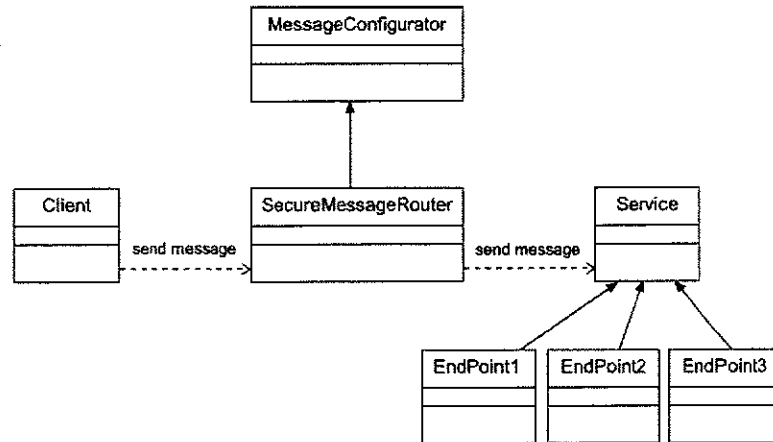 MessageConfigurator
Client
SecureMessageRouter
Service
send message
send message
EndPoint1
EndPoint2
EndPoint3